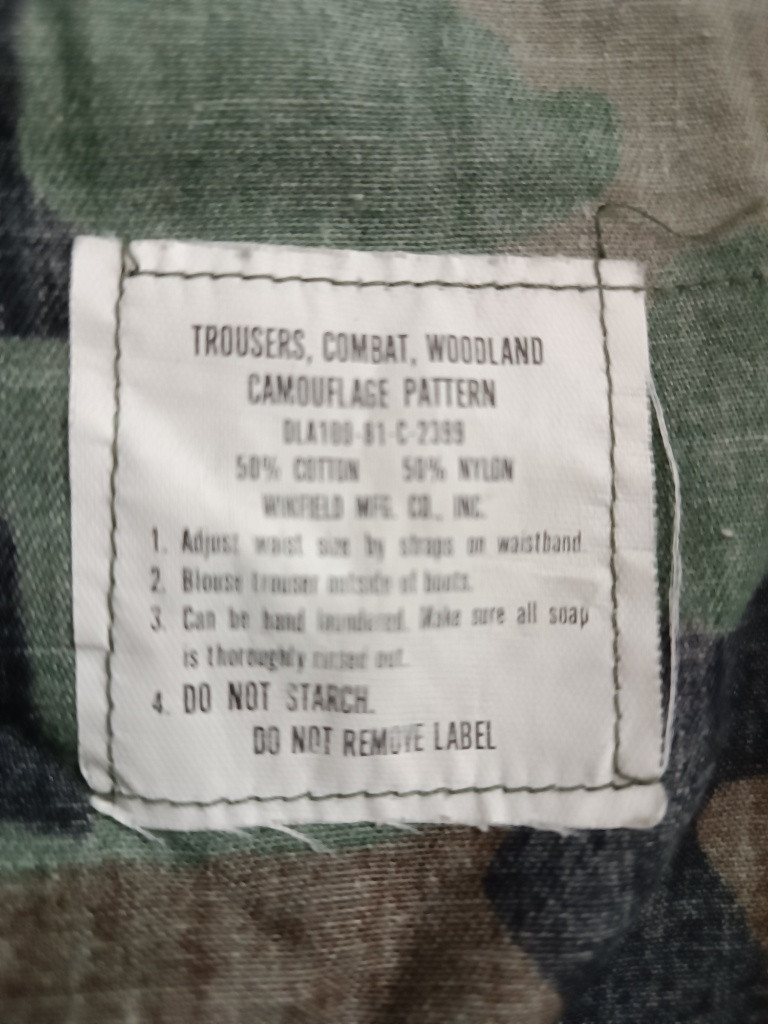 TROUSERS, COMBAT, WOODLAND
CAMOUFLAGE PATTERN
DLA100-81-C-2399
50% COTTON 50% NYLON
WINFIELD MFG. CO., INC.
1. Adjust waist size by straps on waistband.
2. Blouse trouser outside of boots.
3. Can be hand laundered. Make sure all soap
is thoroughly rinsed out.
4. DO NOT STARCH.
DO NOT REMOVE LABEL